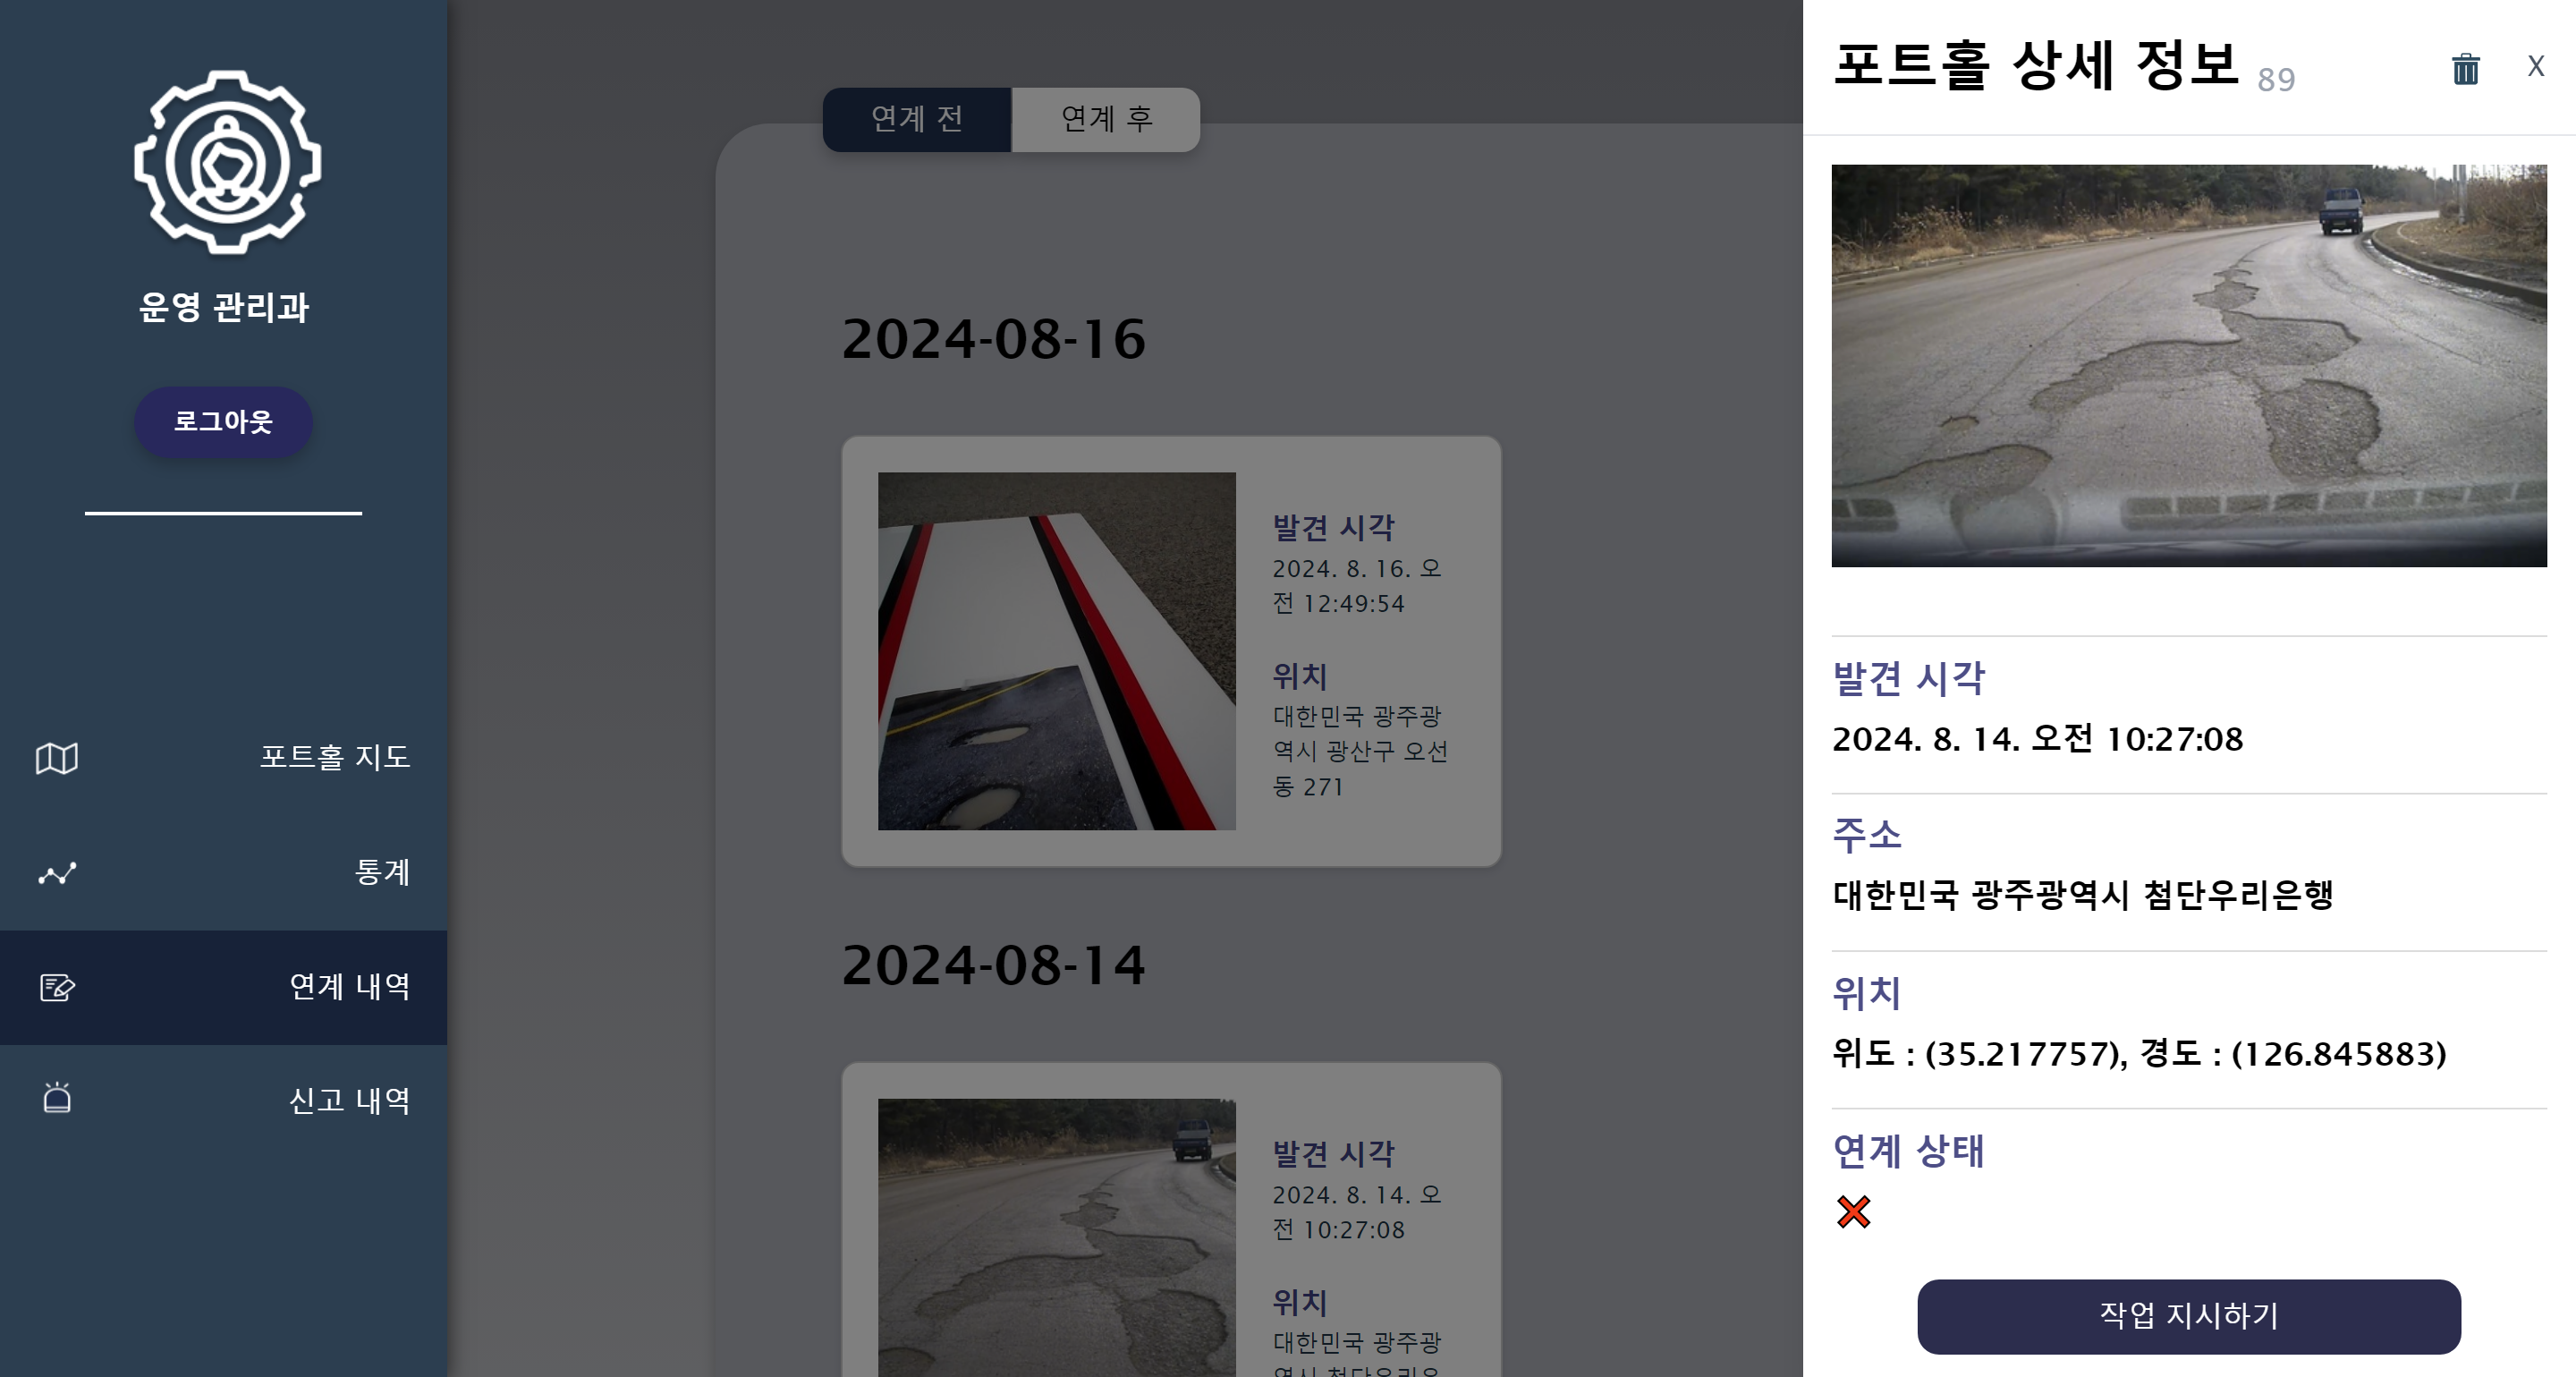 운영 관리과
로그아웃
포트홀 지도
통계
연계 내역
신고 내역
연계 전
연계 후
2024-08-16
발견 시각
2024. 8. 16. 오
전 12:49:54
위치
대한민국 광주광
역시 광산구 오선
동 271
2024-08-14
발견 시각
2024. 8. 14. 오
전 10:27:08
위치
대한민국 광주광
포트홀 상세 정보 89
X
발견 시각
2024. 8. 14. 오전 10:27:08
주소
대한민국 광주광역시 첨단우리은행
위치
위도 : (35.217757), 경도 : (126.845883)
연계 상태
작업 지시하기